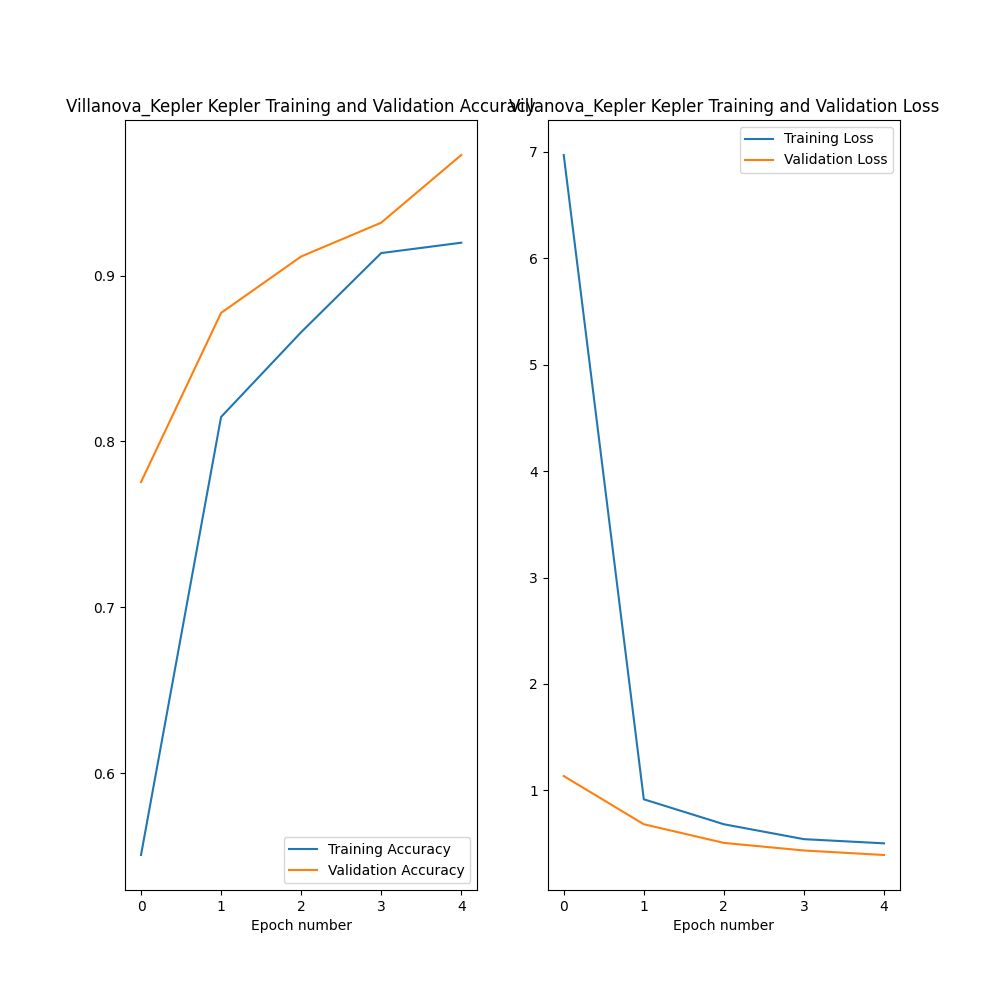 Villanova_Kepler Kepler Training and Validation Accuracy
0.9
0.8
0.7
0.6
Training Accuracy
Validation Accuracy
0 1 2 3 4
Epoch number
Villanova_Kepler Kepler Training and Validation Loss
Training Loss
Validation Loss
7
6
5
4
3
2
1
0 1 2 3 4
Epoch number